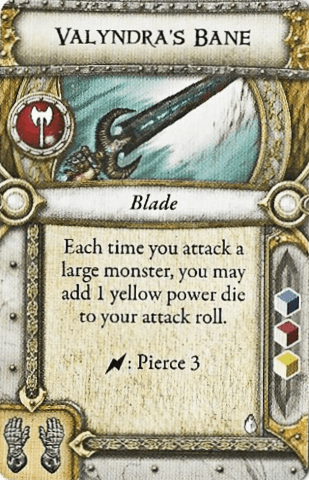 VALYNDRA'S BANE
Blade
Each time you attack a
large monster, you may
add 1 yellow power die
to your attack roll.
: Pierce 3